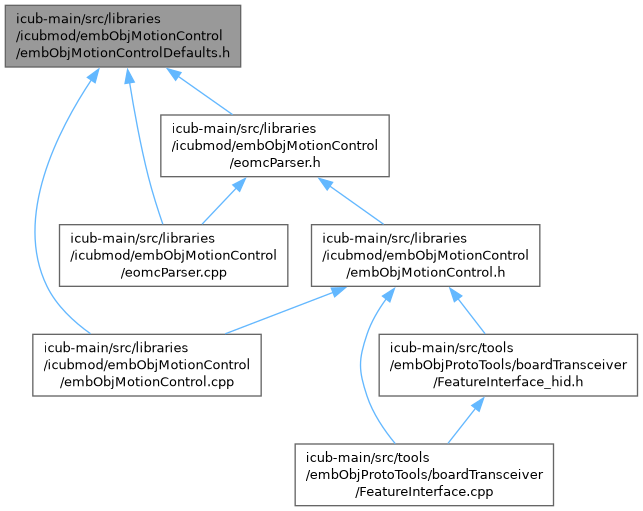 icub-main/src/libraries
/icubmod/embObjMotionControl
/embObjMotionControlDefaults.h
icub-main/src/libraries
/icubmod/embObjMotionControl
/eomcParser.h
icub-main/src/libraries
/icubmod/embObjMotionControl
/eomcParser.cpp
icub-main/src/libraries
/icubmod/embObjMotionControl
/embObjMotionControl.h
icub-main/src/libraries
/icubmod/embObjMotionControl
/embObjMotionControl.cpp
icub-main/src/tools
/embObjProtoTools/boardTransceiver
/FeatureInterface_hid.h
icub-main/src/tools
/embObjProtoTools/boardTransceiver
/FeatureInterface.cpp